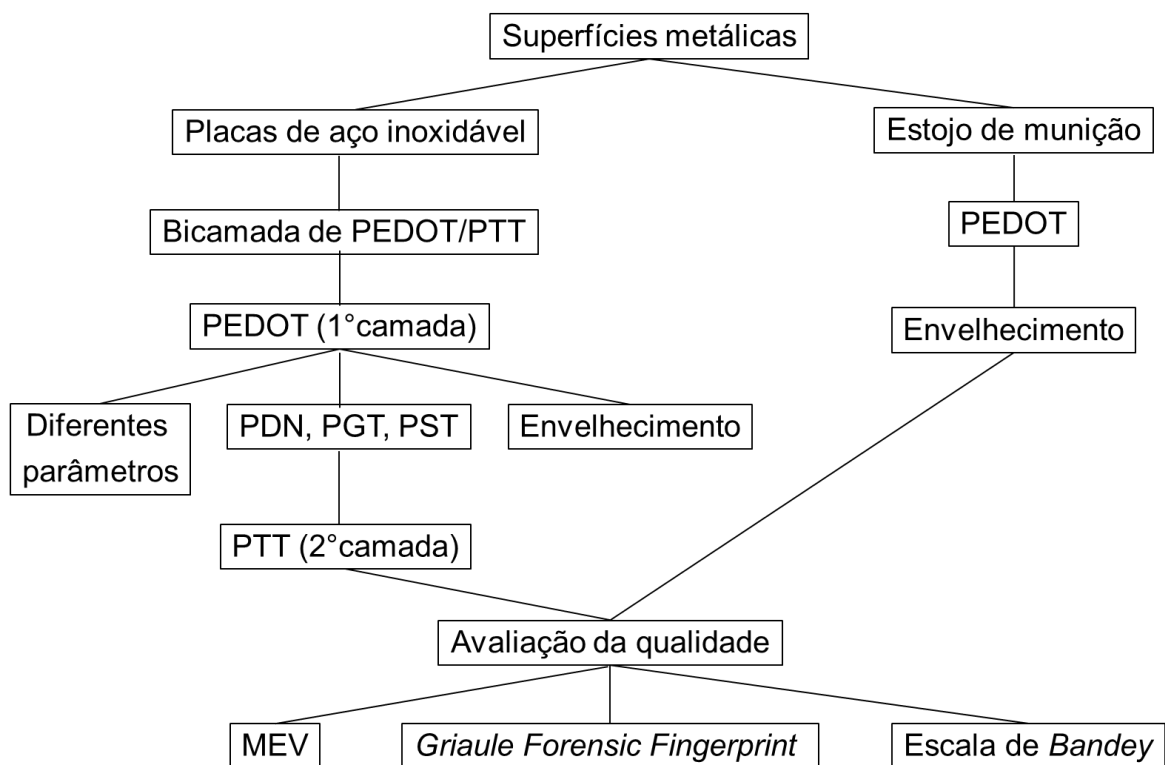 Superfícies metálicas
Placas de aço inoxidável
Estojo de munição
Bicamada de PEDOT/PTT
PEDOT
PEDOT (1°camada)
Envelhecimento
Diferentes
parâmetros
PDN, PGT, PST
Envelhecimento
PTT (2°camada)
Avaliação da qualidade
MEV
Griaule Forensic Fingerprint
Escala de Bandey